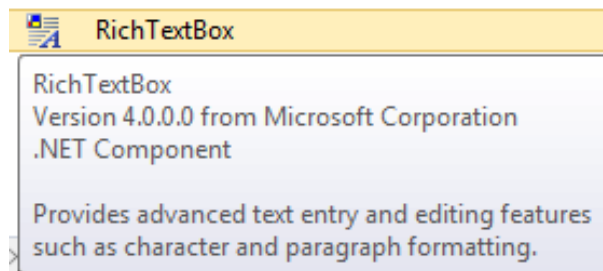 RichTextBox
RichTextBox
Version 4.0.0.0 from Microsoft Corporation
.NET Component
Provides advanced text entry and editing features
such as character and paragraph formatting.